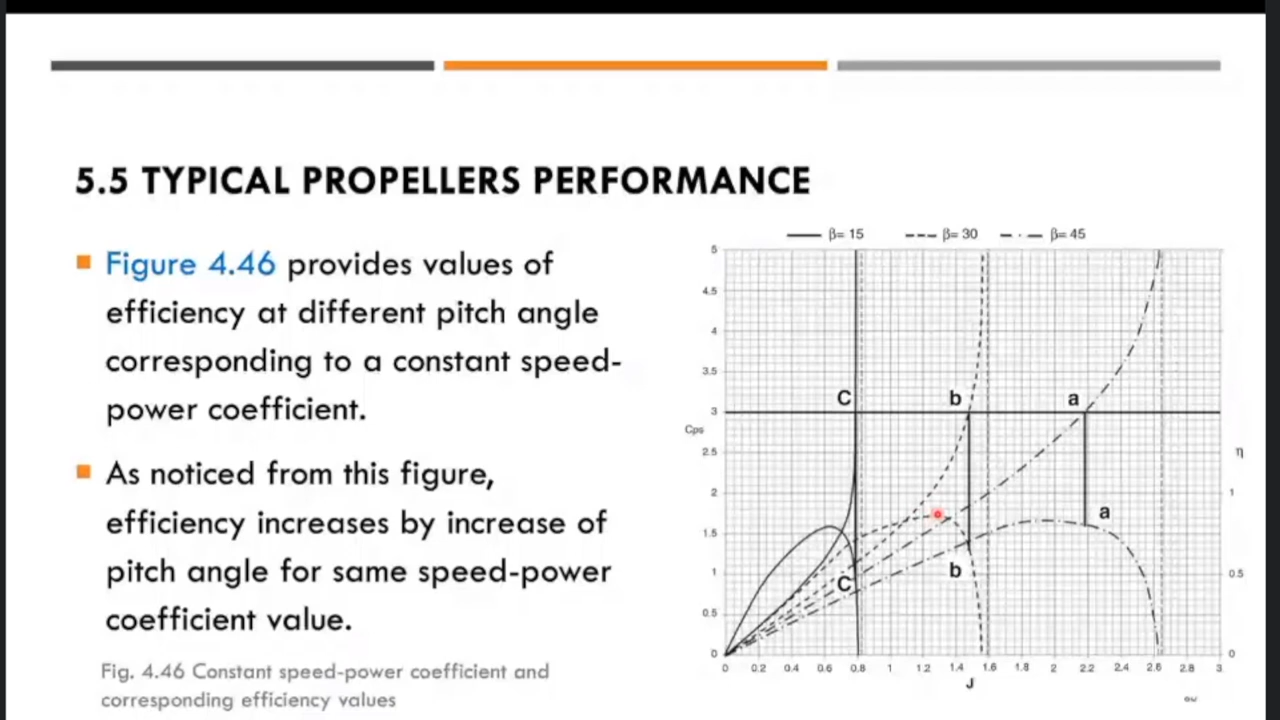 5.5 TYPICAL PROPELLERS PERFORMANCE
Figure 4.46 provides values of
efficiency at different pitch angle
corresponding to a constant speed-
power coefficient.
As noticed from this figure,
efficiency increases by increase of
pitch angle for same speed-power
coefficient value.
Fig. 4.46 Constant speed-power coefficient and
corresponding efficiency values
β= 15 β= 30 β= 45
5
4.5
4
3.5
C b a
3
Cps
2.5
η
2
1
a
1.5
b
1
C
0.5
0.5
0
0
0 0.2 0.4 0.6 0.8 1 1.2 1.4 1.6 1.8 2 2.2 2.4 2.6 2.8 3
J